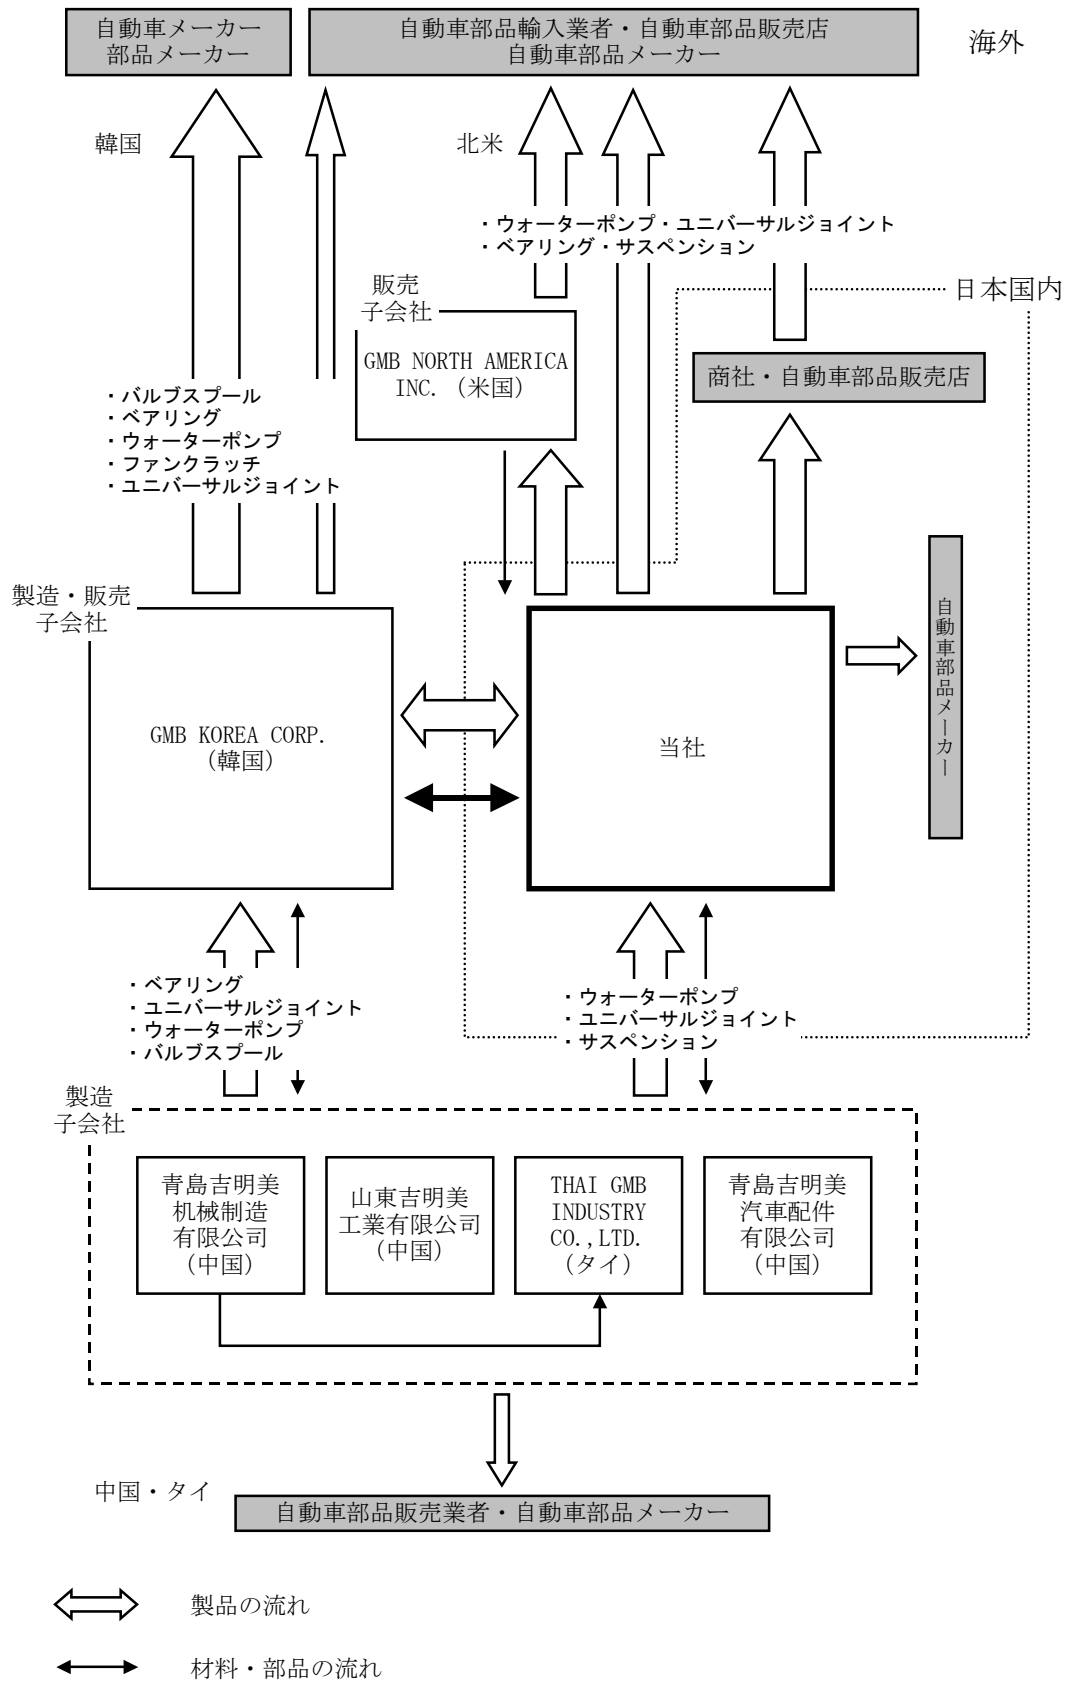 自動車メーカー
部品メーカー
自動車部品輸入業者・自動車部品販売店
自動車部品メーカー
海外
韓国
北米
・ウォーターポンプ・ユニバーサルジョイント
・ベアリング・サスペンション
販売
子会社
日本国内
GMB NORTH AMERICA
INC.（米国）
商社・自動車部品販売店
・バルブスプール
・ベアリング
・ウォーターポンプ
・ファンクラッチ
・ユニバーサルジョイント
製造・販売
子会社
GMB KOREA CORP.
（韓国）
当社
自動車部品メーカー
・ベアリング
・ユニバーサルジョイント
・ウォーターポンプ
・バルブスプール
・ウォーターポンプ
・ユニバーサルジョイント
・サスペンション
製造
子会社
青島吉明美
机械制造
有限公司
（中国）
山東吉明美
工業有限公司
（中国）
THAI GMB
INDUSTRY
CO.,LTD.
（タイ）
青島吉明美
汽車配件
有限公司
（中国）
中国・タイ
自動車部品販売業者・自動車部品メーカー
製品の流れ
材料・部品の流れ